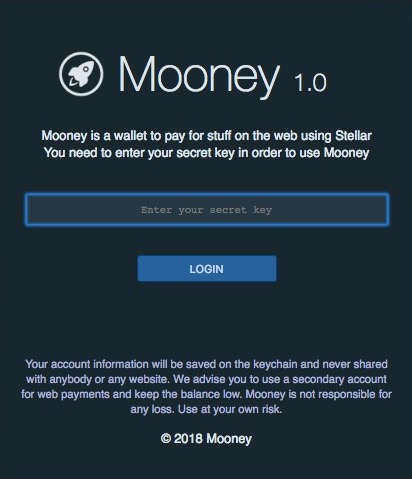 Mooney 1.0
Mooney is a wallet to pay for stuff on the web using Stellar
You need to enter your secret key in order to use Mooney
Enter your secret key
LOGIN
Your account information will be saved on the keychain and never shared
with anybody or any website. We advise you to use a secondary account
for web payments and keep the balance low. Mooney is not responsible for
any loss. Use at your own risk.
© 2018 Mooney